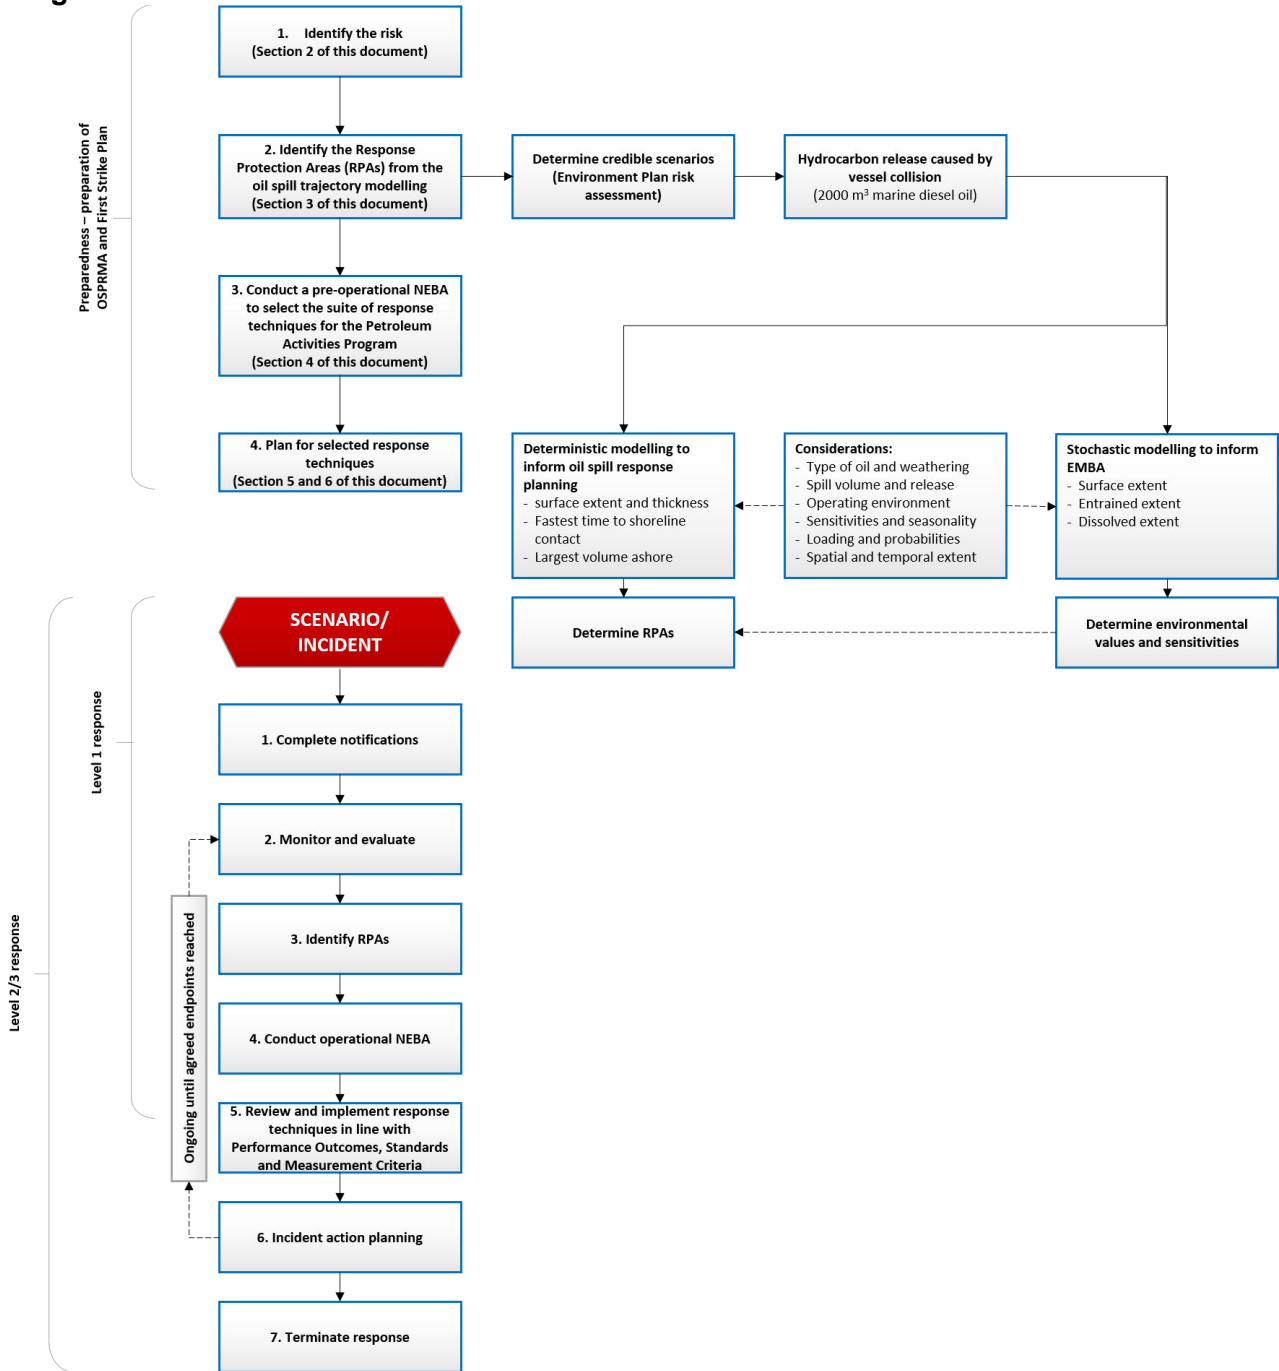 g
1. Identify the risk
(Section 2 of this document)
Preparedness – preparation of
OSPRMA and First Strike Plan
2. Identify the Response
Protection Areas (RPAs) from the
oil spill trajectory modelling
(Section 3 of this document)
Determine credible scenarios
(Environment Plan risk
assessment)
Hydrocarbon release caused by
vessel collision
(2000 m³ marine diesel oil)
3. Conduct a pre-operational NEBA
to select the suite of response
techniques for the Petroleum
Activities Program
(Section 4 of this document)
4. Plan for selected response
techniques
(Section 5 and 6 of this document)
Deterministic modelling to
inform oil spill response
planning
- surface extent and thickness
- Fastest time to shoreline
contact
- Largest volume ashore
Considerations:
- Type of oil and weathering
- Spill volume and release
- Operating environment
- Sensitivities and seasonality
- Loading and probabilities
- Spatial and temporal extent
Stochastic modelling to inform
EMBA
- Surface extent
- Entrained extent
- Dissolved extent
Determine RPAs
Determine environmental
values and sensitivities
SCENARIO/
INCIDENT
Level 1 response
Level 2/3 response
1. Complete notifications
2. Monitor and evaluate
3. Identify RPAs
4. Conduct operational NEBA
5. Review and implement response
techniques in line with
Performance Outcomes, Standards
and Measurement Criteria
Ongoing until agreed endpoints reached
6. Incident action planning
7. Terminate response